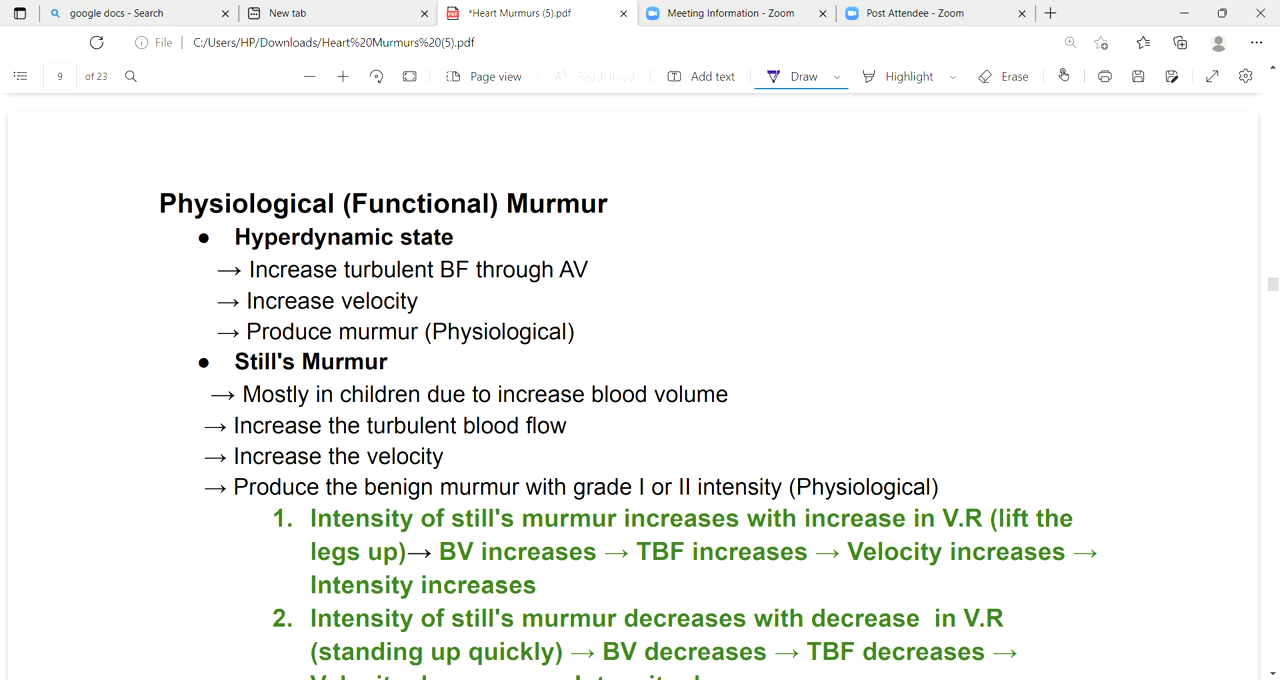 google docs - Search
New tab
*Heart Murmurs (5).pdf
Meeting Information - Zoom
Post Attendee - Zoom
File
C:/Users/HP/Downloads/Heart%20Murmurs%20(5).pdf
9 of 23
Page view
Read aloud
Add text
Draw
Highlight
Erase
Physiological (Functional) Murmur
● Hyperdynamic state
→ Increase turbulent BF through AV
→ Increase velocity
→ Produce murmur (Physiological)
● Still's Murmur
→ Mostly in children due to increase blood volume
→ Increase the turbulent blood flow
→ Increase the velocity
→ Produce the benign murmur with grade I or II intensity (Physiological)
1. Intensity of still's murmur increases with increase in V.R (lift the
legs up)→ BV increases → TBF increases → Velocity increases →
Intensity increases
2. Intensity of still's murmur decreases with decrease in V.R
(standing up quickly) → BV decreases → TBF decreases →